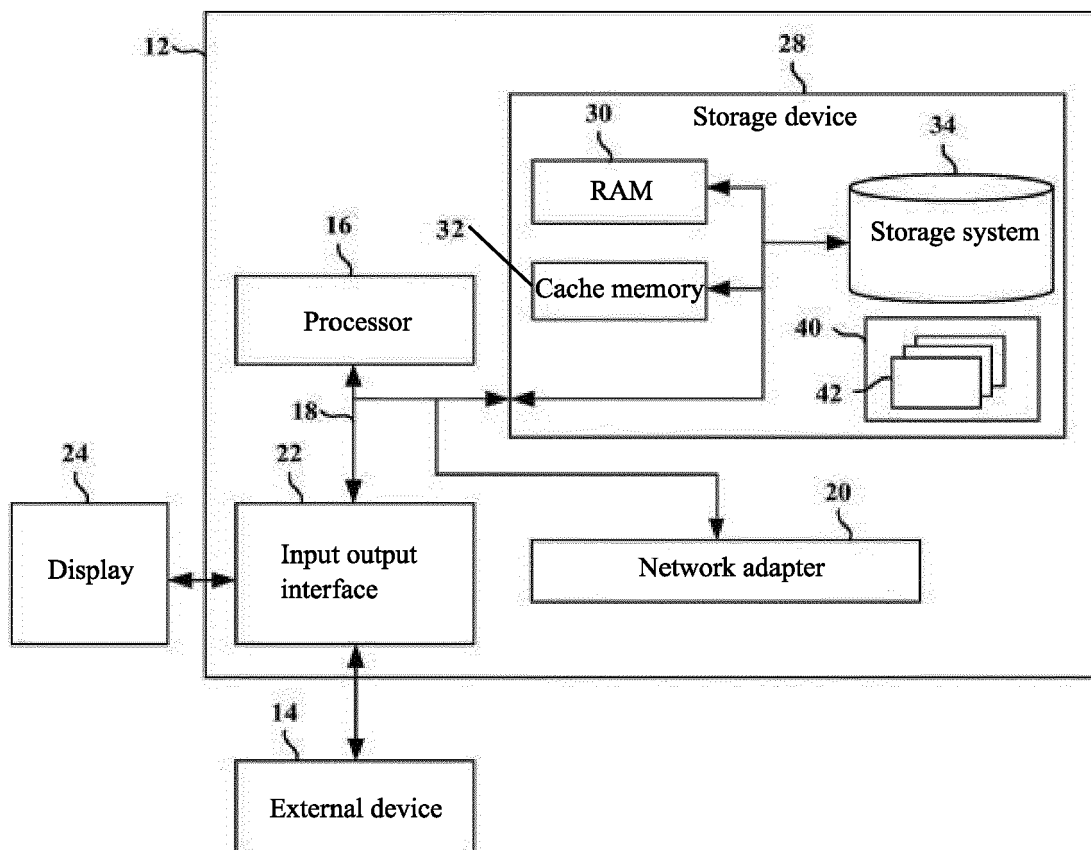 12
28
Storage device
30
34
RAM
Storage system
16
32
Cache memory
Processor
40
42
18
24
22
20
Display
Input output
interface
Network adapter
14
External device